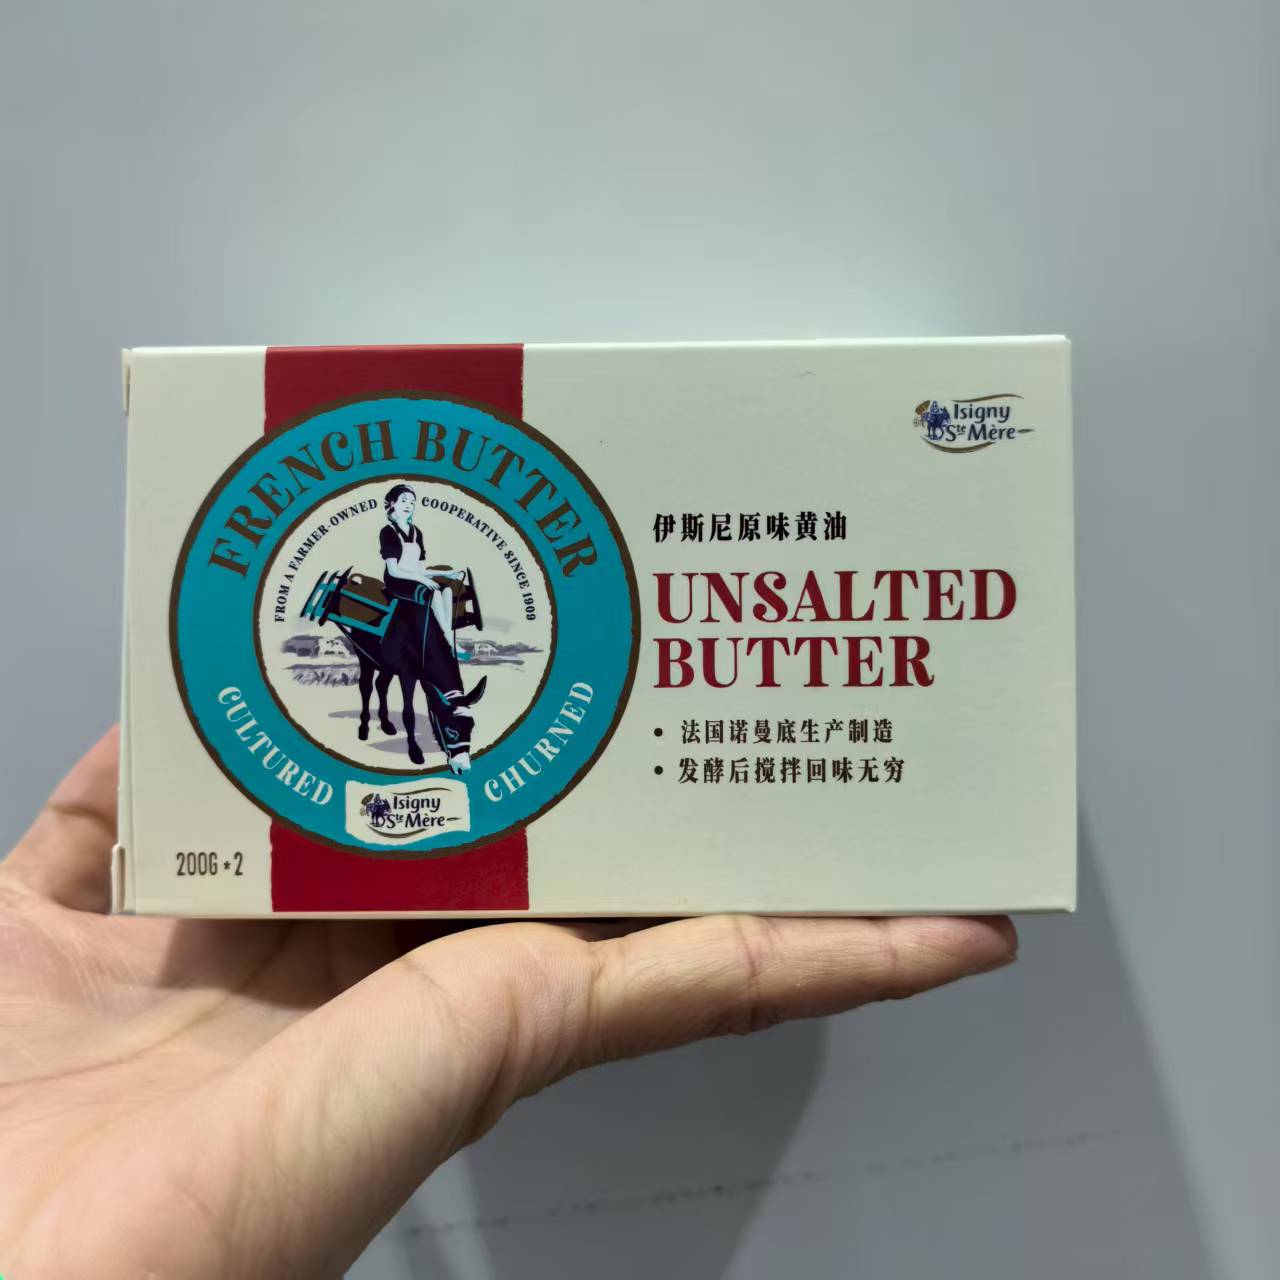 FRENCH BUTTER
FROM A FARMER-OWNED COOPERATIVE SINCE 1909
CULTURED CHURNED
Isigny
Ste Mère
200G*2
Isigny
Ste Mère
伊斯尼原味黄油
UNSALTED
BUTTER
• 法国诺曼底生产制造
• 发酵后搅拌回味无穷